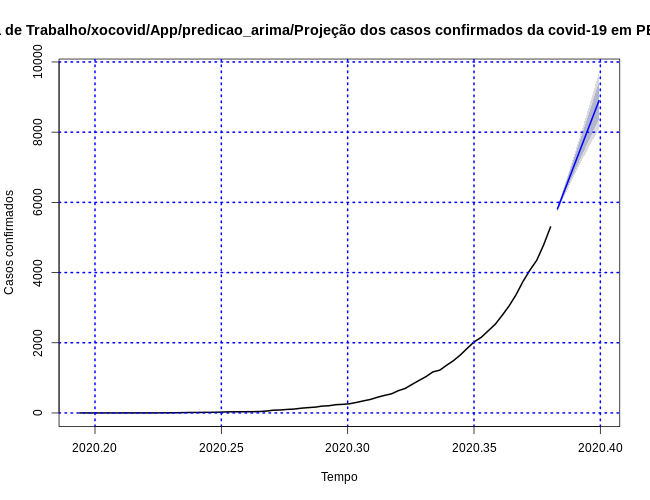 de Trabalho/xocovid/App/predicao_arima/Projeção dos casos confirmados da covid-19 em
Casos confirmados
10000
8000
6000
4000
2000
0
2020.20 2020.25 2020.30 2020.35 2020.40
Tempo